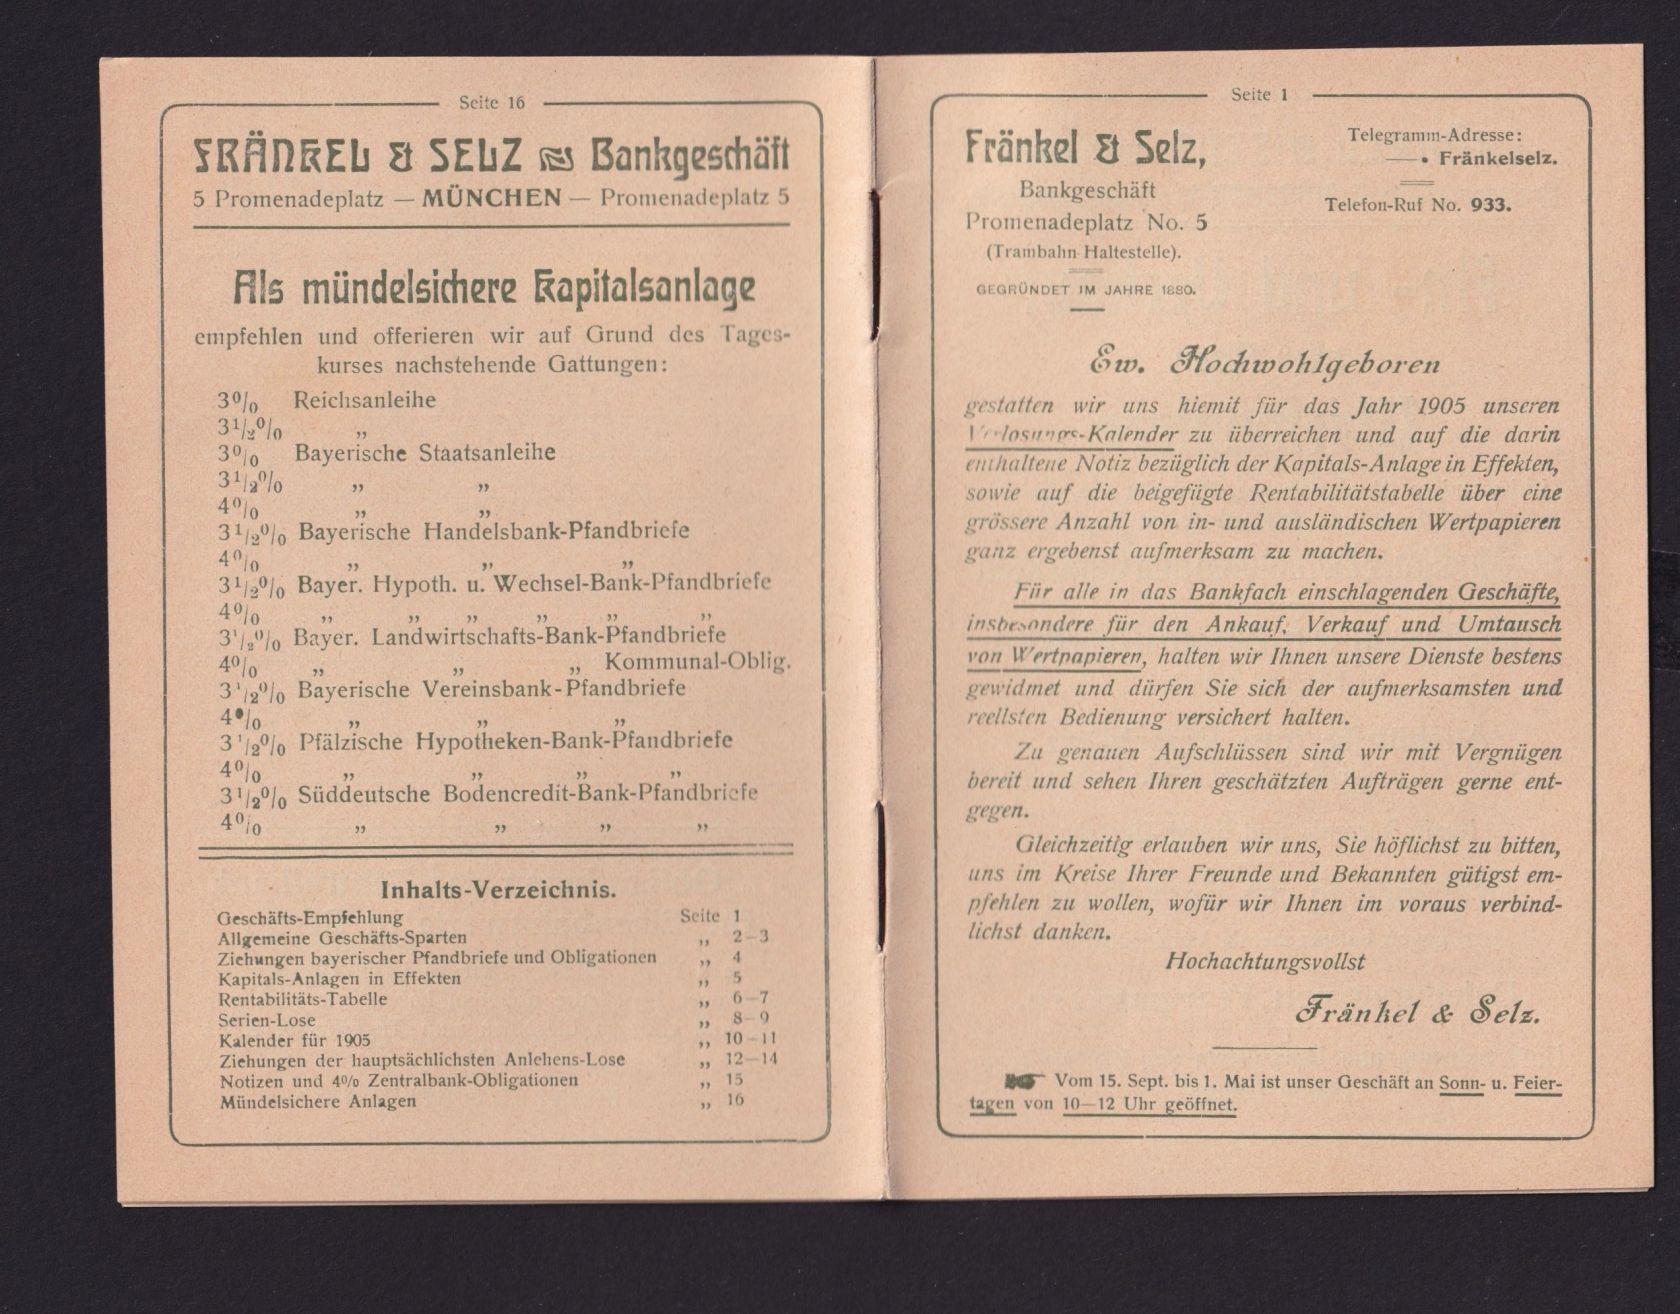 Seite 16
FRÄNKEL & SELZ Bankgeschäft
5 Promenadeplatz — MÜNCHEN — Promenadeplatz 5
Als mündelsichere Kapitalsanlage
empfehlen und offerieren wir auf Grund des Tages-
kurses nachstehende Gattungen:
3% Reichsanleihe
3½% „
3% Bayerische Staatsanleihe
3½% „ „
4% „ „
3½% Bayerische Handelsbank-Pfandbriefe
4% „ „ „
3½% Bayer. Hypoth. u. Wechsel-Bank-Pfandbriefe
4% „ „ „ „ „ „
3½% Bayer. Landwirtschafts-Bank-Pfandbriefe
4% „ „ „ Kommunal-Oblig.
3½% Bayerische Vereinsbank-Pfandbriefe
4% „ „ „
3½% Pfälzische Hypotheken-Bank-Pfandbriefe
4% „ „ „ „
3½% Süddeutsche Bodencredit-Bank-Pfandbriefe
4% „ „ „ „
Inhalts-Verzeichnis.
Geschäfts-Empfehlung Seite 1
Allgemeine Geschäfts-Sparten „ 2–3
Ziehungen bayerischer Pfandbriefe und Obligationen „ 4
Kapitals-Anlagen in Effekten „ 5
Rentabilitäts-Tabelle „ 6–7
Serien-Lose „ 8–9
Kalender für 1905 „ 10–11
Ziehungen der hauptsächlichsten Anlehens-Lose „ 12–14
Notizen und 4% Zentralbank-Obligationen „ 15
Mündelsichere Anlagen „ 16
Seite 1
Fränkel & Selz,
Bankgeschäft
Promenadeplatz No. 5
(Trambahn-Haltestelle).
GEGRÜNDET IM JAHRE 1880.
Telegramm-Adresse:
—• Fränkelselz.
Telefon-Ruf No. 933.
Ew. Hochwohlgeboren
gestatten wir uns hiemit für das Jahr 1905 unseren
Verlosungs-Kalender zu überreichen und auf die darin
enthaltene Notiz bezüglich der Kapitals-Anlage in Effekten,
sowie auf die beigefügte Rentabilitätstabelle über eine
grössere Anzahl von in- und ausländischen Wertpapieren
ganz ergebenst aufmerksam zu machen.
Für alle in das Bankfach einschlagenden Geschäfte,
insbesondere für den Ankauf, Verkauf und Umtausch
von Wertpapieren, halten wir Ihnen unsere Dienste bestens
gewidmet und dürfen Sie sich der aufmerksamsten und
reellsten Bedienung versichert halten.
Zu genauen Aufschlüssen sind wir mit Vergnügen
bereit und sehen Ihren geschätzten Aufträgen gerne ent-
gegen.
Gleichzeitig erlauben wir uns, Sie höflichst zu bitten,
uns im Kreise Ihrer Freunde und Bekannten gütigst em-
pfehlen zu wollen, wofür wir Ihnen im voraus verbind-
lichst danken.
Hochachtungsvollst
Fränkel & Selz.
Vom 15. Sept. bis 1. Mai ist unser Geschäft an Sonn- u. Feier-
tagen von 10—12 Uhr geöffnet.